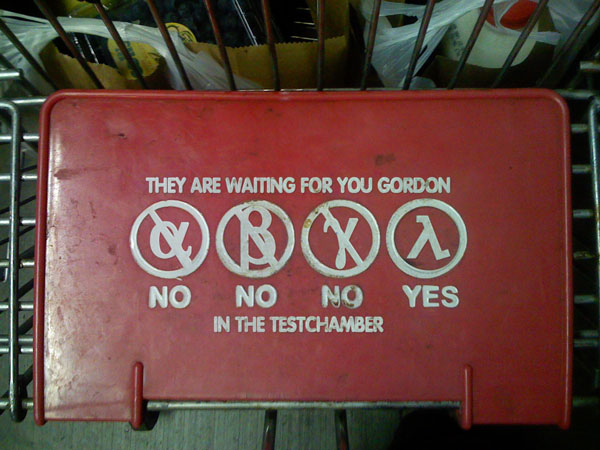 THEY ARE WAITING FOR YOU GORDON
α β γ λ
NO NO NO YES
IN THE TESTCHAMBER